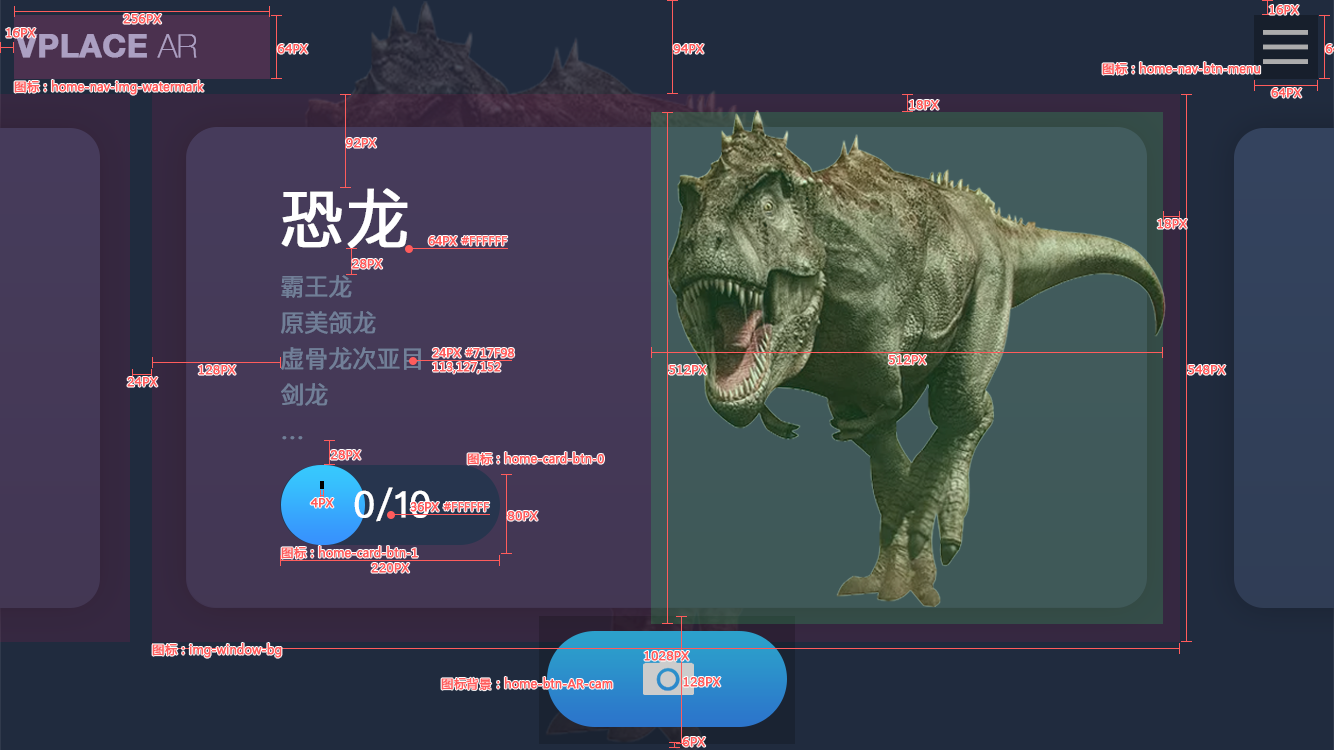 256PX
16PX
16PX
VPLACE AR
64PX
94PX
图标：home-nav-btn-menu
图标：home-nav-img-watermark
64PX
18PX
92PX
恐龙
64PX #FFFFFF
18PX
28PX
霸王龙
原美颌龙
虚骨龙次亚目
24PX #717F98
113,127,152
512PX
128PX
512PX
548PX
24PX
剑龙
...
28PX
图标：home-card-btn-0
4PX
0/10
36PX #FFFFFF
80PX
图标：home-card-btn-1
220PX
图标：img-window-bg
1028PX
图标背景：home-btn-AR-cam
128PX
6PX